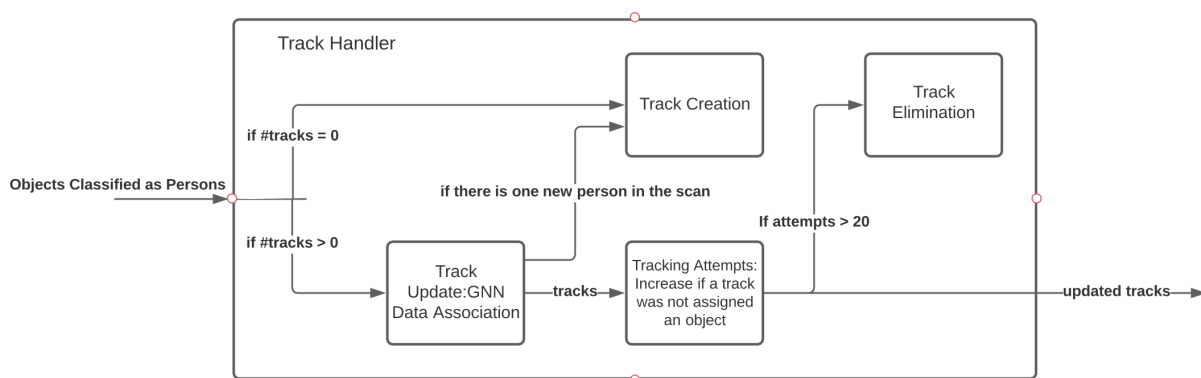 Track Handler
Track Creation
Track
Elimination
if #tracks = 0
Objects Classified as Persons
if there is one new person in the scan
If attempts > 20
if #tracks > 0
Track
Update:GNN
Data Association
tracks
Tracking Attempts:
Increase if a track
was not assigned
an object
updated tracks